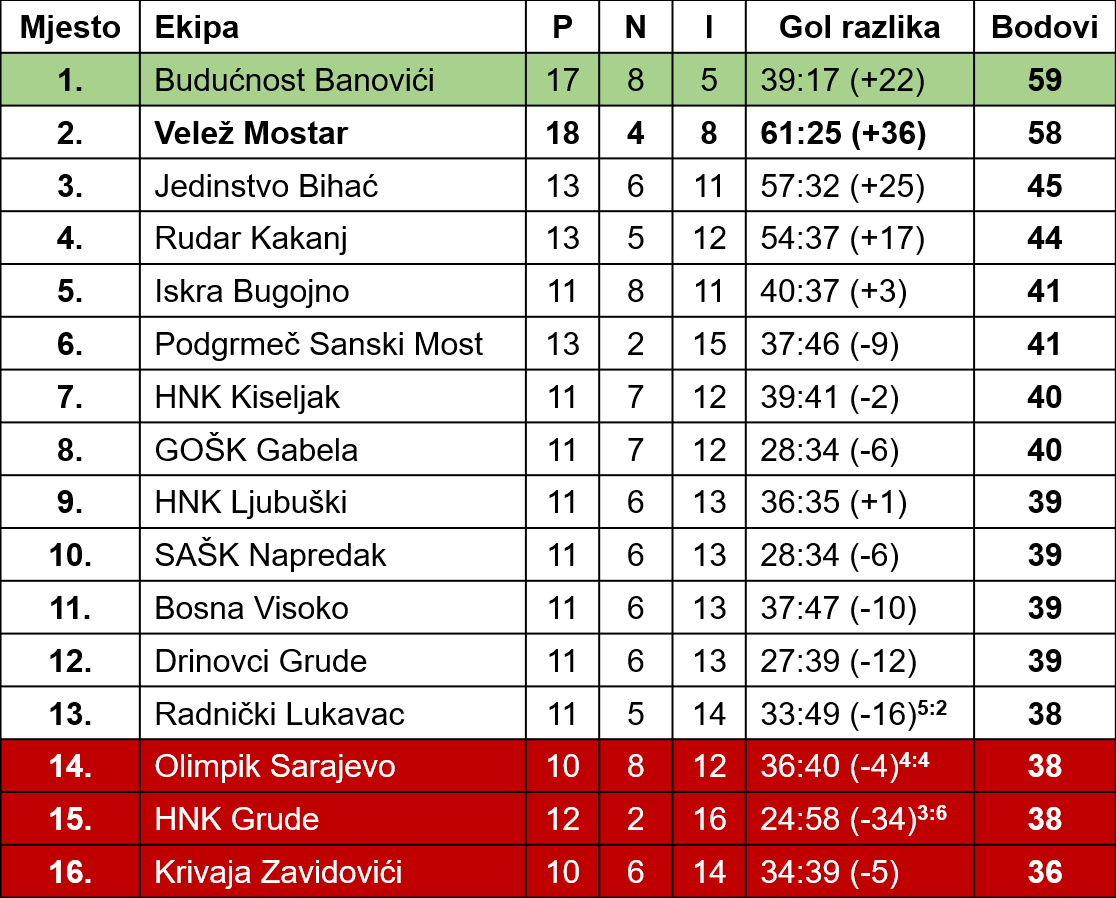 Mjesto Ekipa P N I Gol razlika Bodovi
1. Budućnost Banovići 17 8 5 39:17 (+22) 59
2. Velež Mostar 18 4 8 61:25 (+36) 58
3. Jedinstvo Bihać 13 6 11 57:32 (+25) 45
4. Rudar Kakanj 13 5 12 54:37 (+17) 44
5. Iskra Bugojno 11 8 11 40:37 (+3) 41
6. Podgrmeč Sanski Most 13 2 15 37:46 (-9) 41
7. HNK Kiseljak 11 7 12 39:41 (-2) 40
8. GOŠK Gabela 11 7 12 28:34 (-6) 40
9. HNK Ljubuški 11 6 13 36:35 (+1) 39
10. SAŠK Napredak 11 6 13 28:34 (-6) 39
11. Bosna Visoko 11 6 13 37:47 (-10) 39
12. Drinovci Grude 11 6 13 27:39 (-12) 39
13. Radnički Lukavac 11 5 14 33:49 (-16)5:2 38
14. Olimpik Sarajevo 10 8 12 36:40 (-4)4:4 38
15. HNK Grude 12 2 16 24:58 (-34)3:6 38
16. Krivaja Zavidovići 10 6 14 34:39 (-5) 36